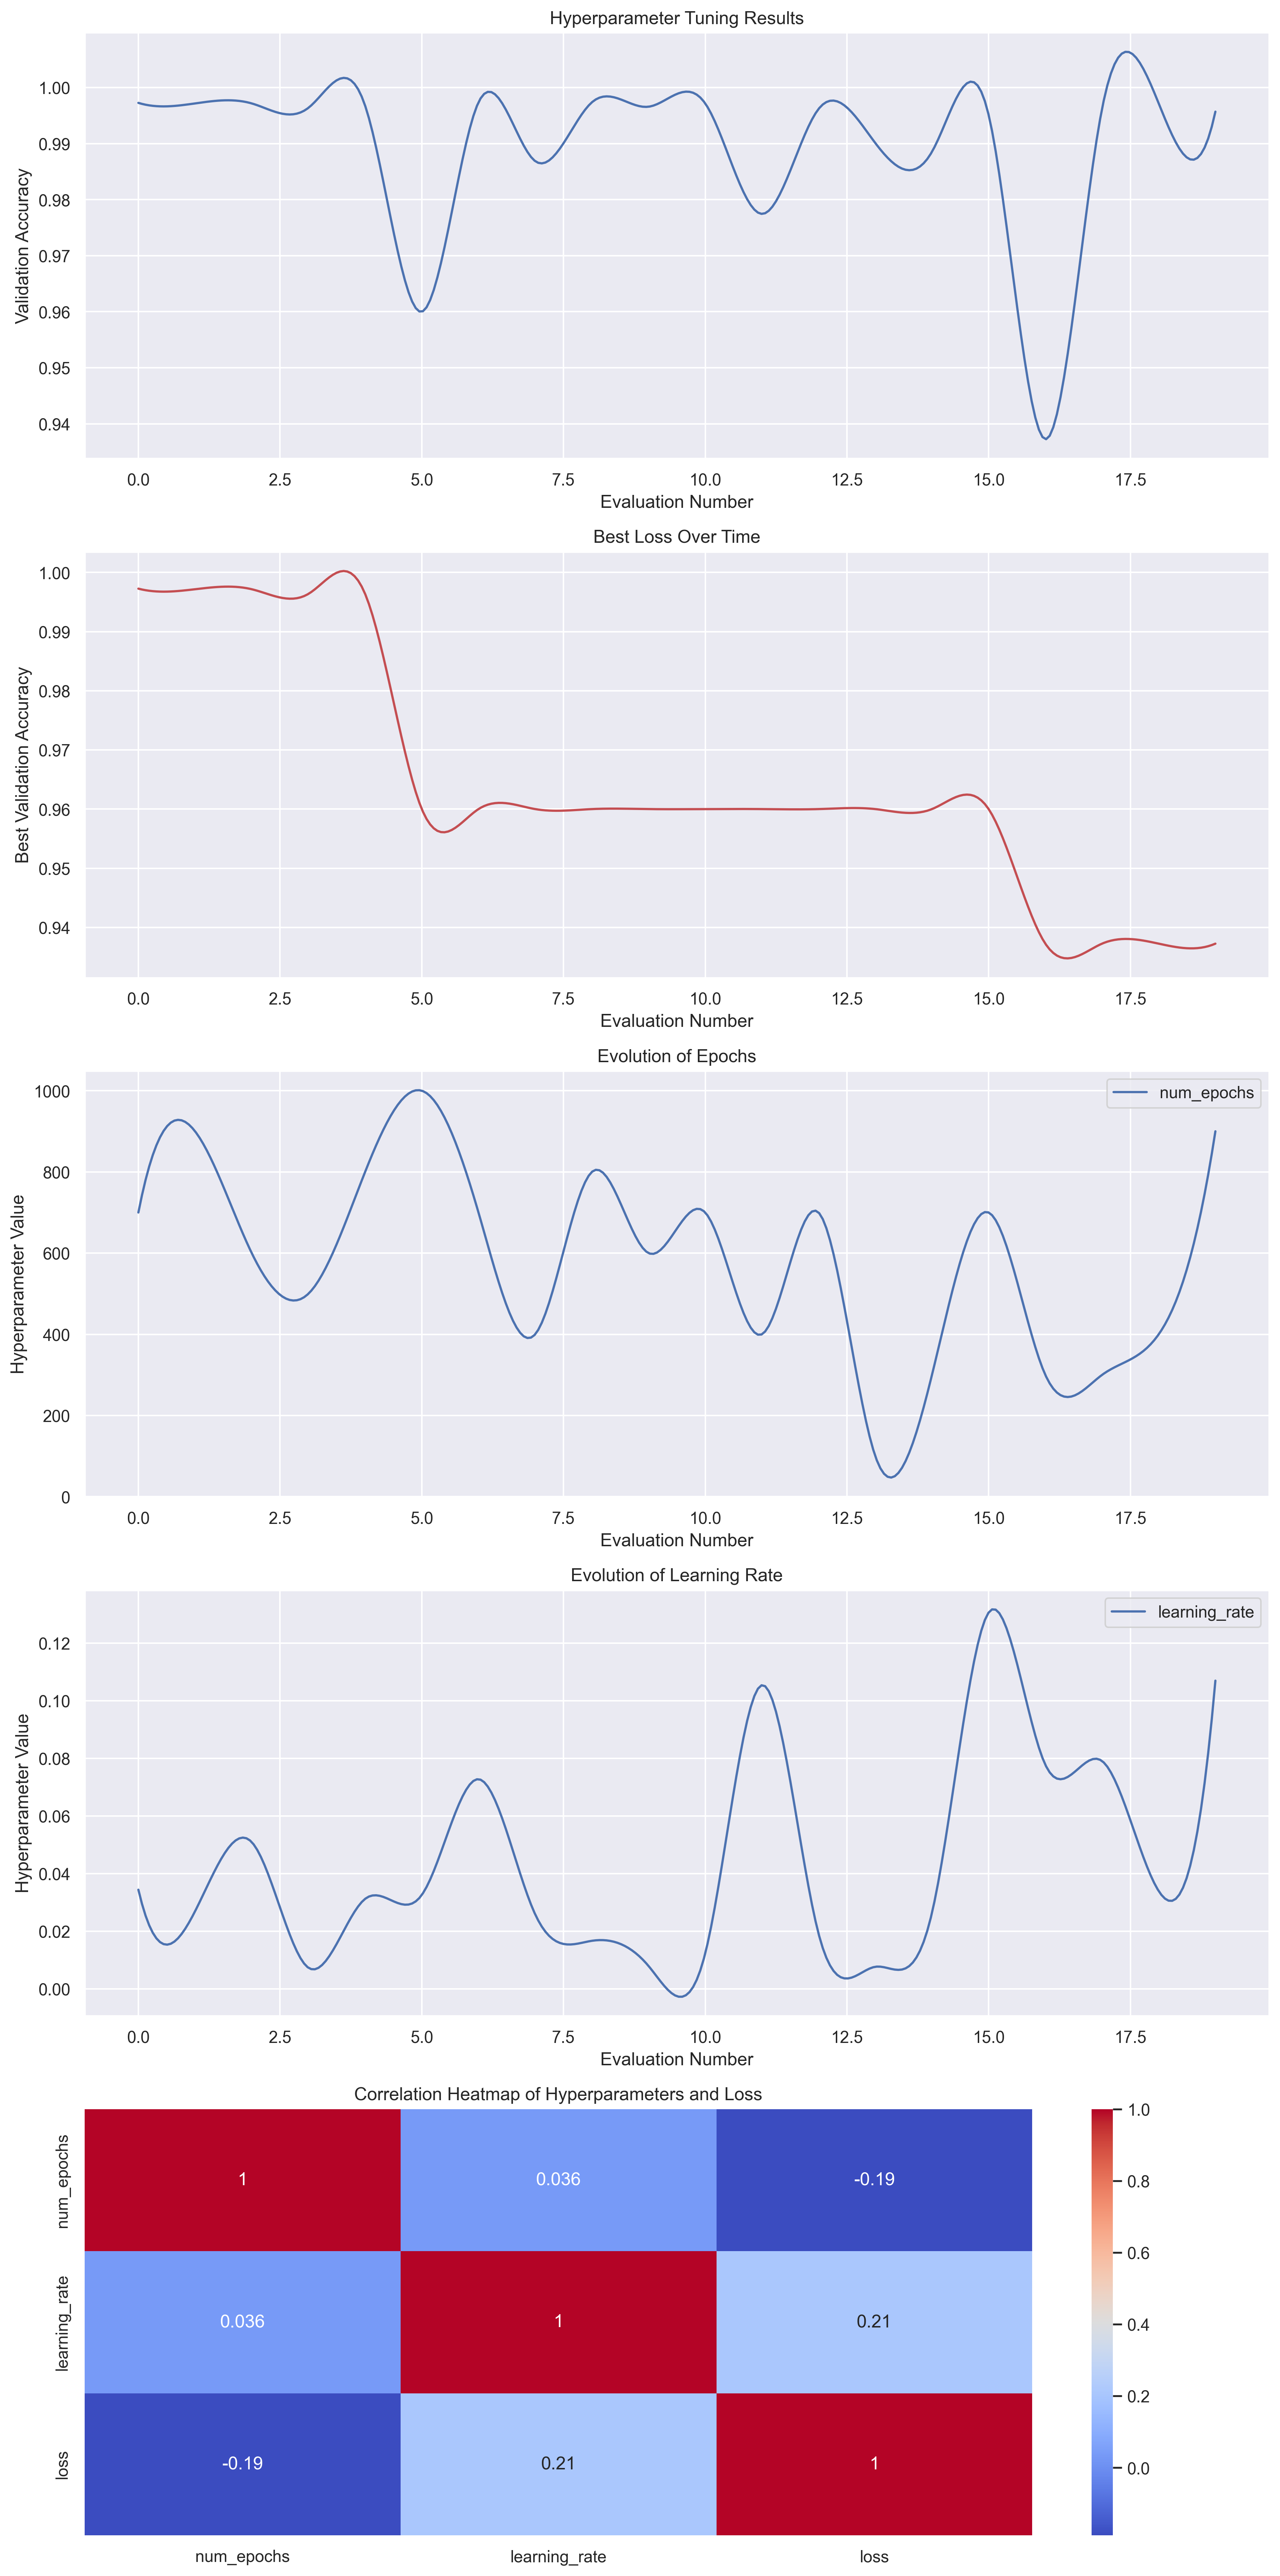 Hyperparameter Tuning Results
1.00
0.99
0.98
0.97
0.96
0.95
0.94
Validation Accuracy
0.0 2.5 5.0 7.5 10.0 12.5 15.0 17.5
Evaluation Number
Best Loss Over Time
1.00
0.99
0.98
0.97
0.96
0.95
0.94
Best Validation Accuracy
0.0 2.5 5.0 7.5 10.0 12.5 15.0 17.5
Evaluation Number
Evolution of Epochs
num_epochs
1000
800
600
400
200
0
Hyperparameter Value
0.0 2.5 5.0 7.5 10.0 12.5 15.0 17.5
Evaluation Number
Evolution of Learning Rate
learning_rate
0.12
0.10
0.08
0.06
0.04
0.02
0.00
Hyperparameter Value
0.0 2.5 5.0 7.5 10.0 12.5 15.0 17.5
Evaluation Number
Correlation Heatmap of Hyperparameters and Loss
num_epochs
1 0.036 -0.19
learning_rate
0.036 1 0.21
loss
-0.19 0.21 1
num_epochs learning_rate loss
1.0
0.8
0.6
0.4
0.2
0.0